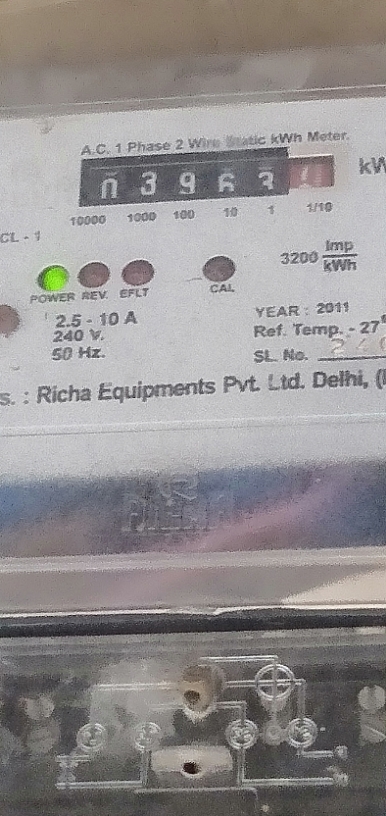 A.C. 1 Phase 2 Wire Static kWh Meter.
0 3 9 6 3
10000 1000 100 10 1 1/10
CL - 1
3200 Imp/kWh
POWER REV. EFLT CAL
2.5 - 10 A
240 V.
50 Hz.
YEAR : 2011
Ref. Temp. - 27°
SL. No.
s. : Richa Equipments Pvt. Ltd. Delhi, (